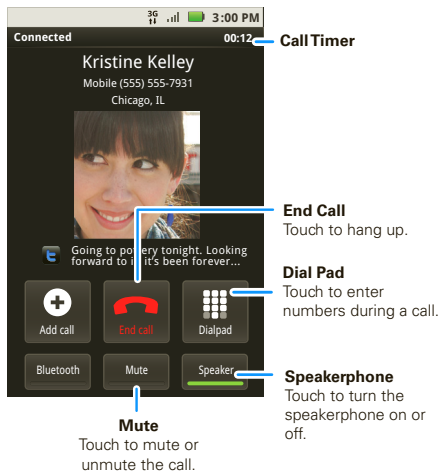 3G 3:00 PM
Connected 00:12
Call Timer
Kristine Kelley
Mobile (555) 555-7931
Chicago, IL
End Call
Touch to hang up.
Going to tonight. Looking
forward to it's been forever...
Dial Pad
Touch to enter
numbers during a call.
Add call End call Dialpad
Bluetooth Mute Speaker
Speakerphone
Touch to turn the
speakerphone on or
off.
Mute
Touch to mute or
unmute the call.